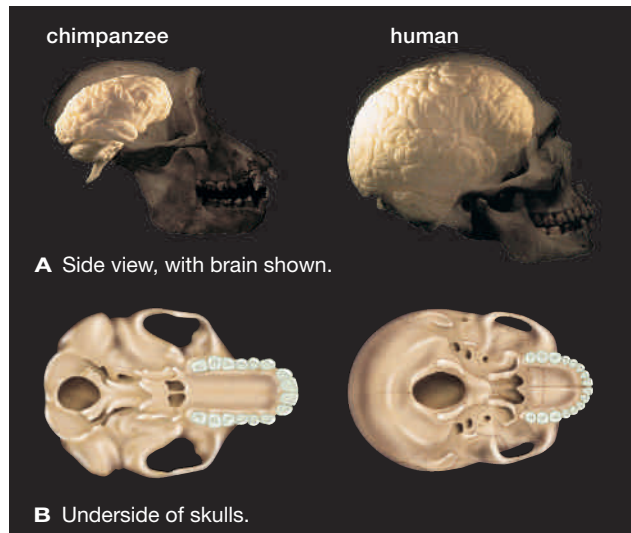 chimpanzee human
A Side view, with brain shown.
B Underside of skulls.